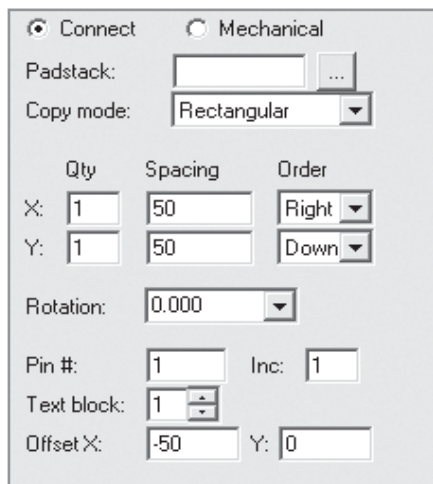 Connect Mechanical
Padstack: ...
Copy mode: Rectangular
Qty Spacing Order
X: 1 50 Right
Y: 1 50 Down
Rotation: 0.000
Pin #: 1 Inc: 1
Text block: 1
Offset X: -50 Y: 0